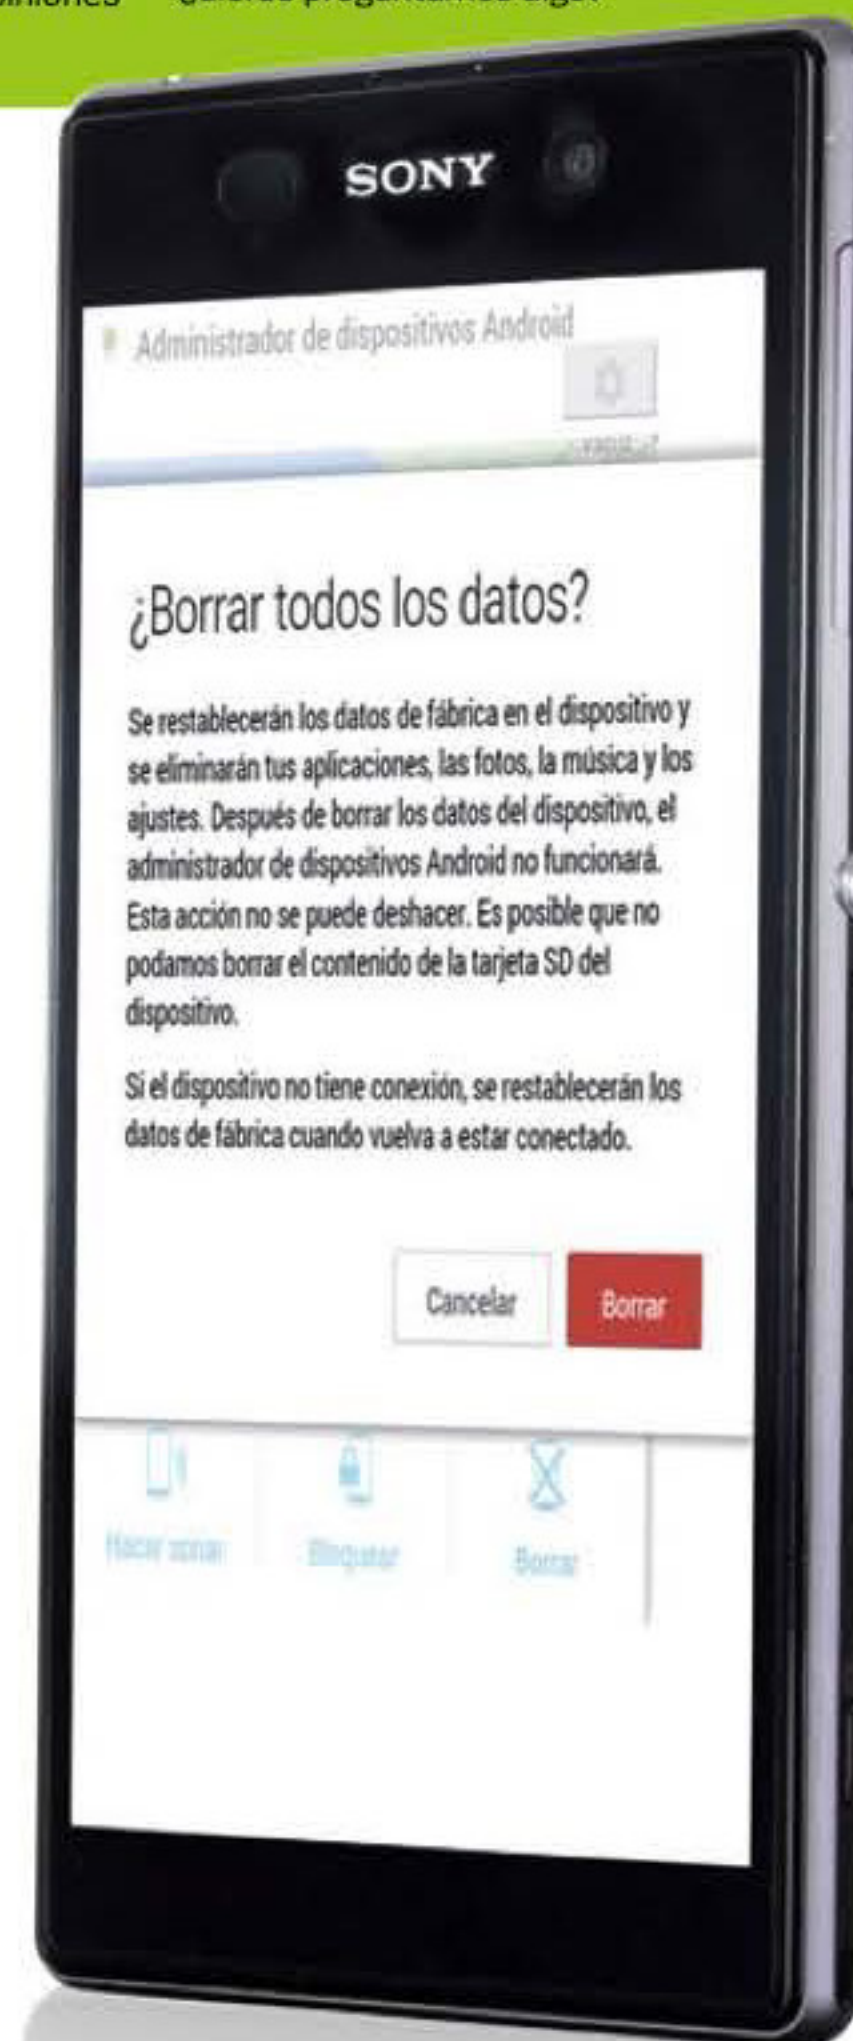 SONY
Administrador de dispositivos Android
¿Borrar todos los datos?
Se restablecerán los datos de fábrica en el dispositivo y
se eliminarán tus aplicaciones, las fotos, la música y los
ajustes. Después de borrar los datos del dispositivo, el
administrador de dispositivos Android no funcionará.
Esta acción no se puede deshacer. Es posible que no
podamos borrar el contenido de la tarjeta SD del
dispositivo.
Si el dispositivo no tiene conexión, se restablecerán los
datos de fábrica cuando vuelva a estar conectado.
Cancelar Borrar
Hacer sonar Bloquear Borrar